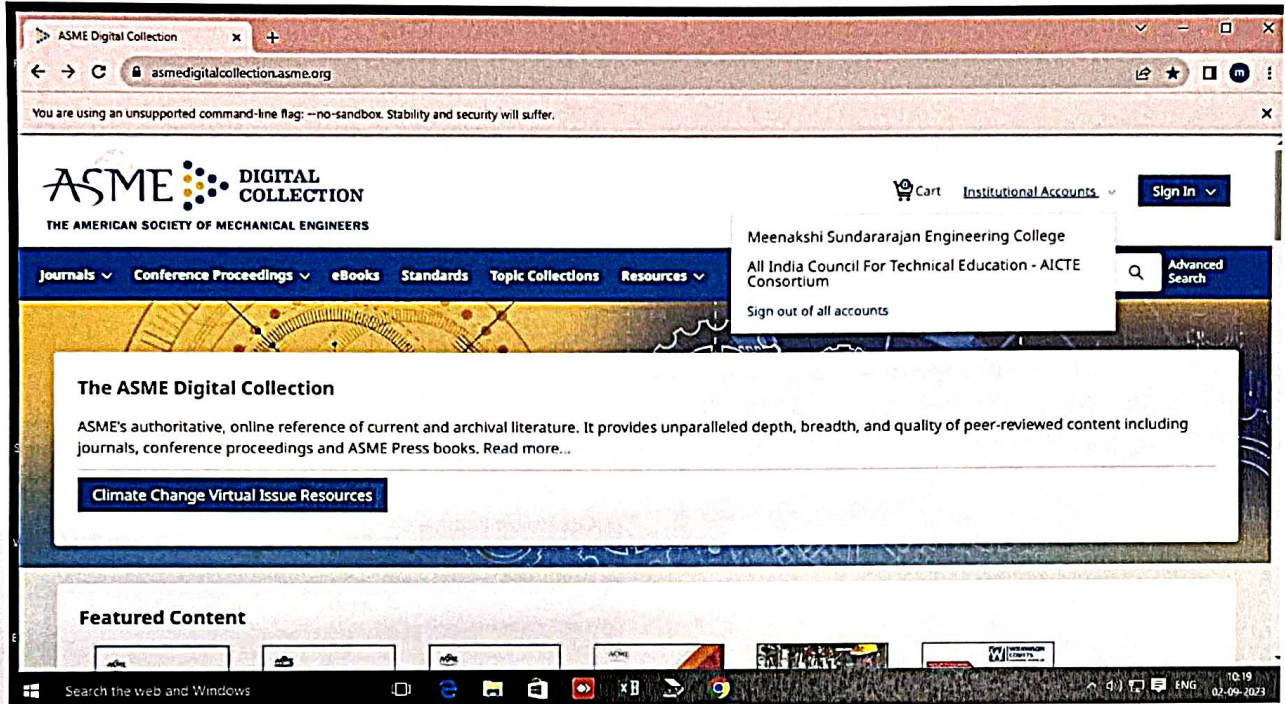 ASME Digital Collection
asmedigitalcollection.asme.org
m
You are using an unsupported command-line flag: --no-sandbox. Stability and security will suffer.
ASME DIGITAL
COLLECTION
THE AMERICAN SOCIETY OF MECHANICAL ENGINEERS
0
Cart Institutional Accounts Sign In
Meenakshi Sundararajan Engineering College
All India Council For Technical Education - AICTE
Consortium
Sign out of all accounts
Journals Conference Proceedings eBooks Standards Topic Collections Resources
Advanced
Search
The ASME Digital Collection
ASME's authoritative, online reference of current and archival literature. It provides unparalleled depth, breadth, and quality of peer-reviewed content including
journals, conference proceedings and ASME Press books. Read more...
Climate Change Virtual Issue Resources
Featured Content
Search the web and Windows
ENG
10:19
02-09-2023